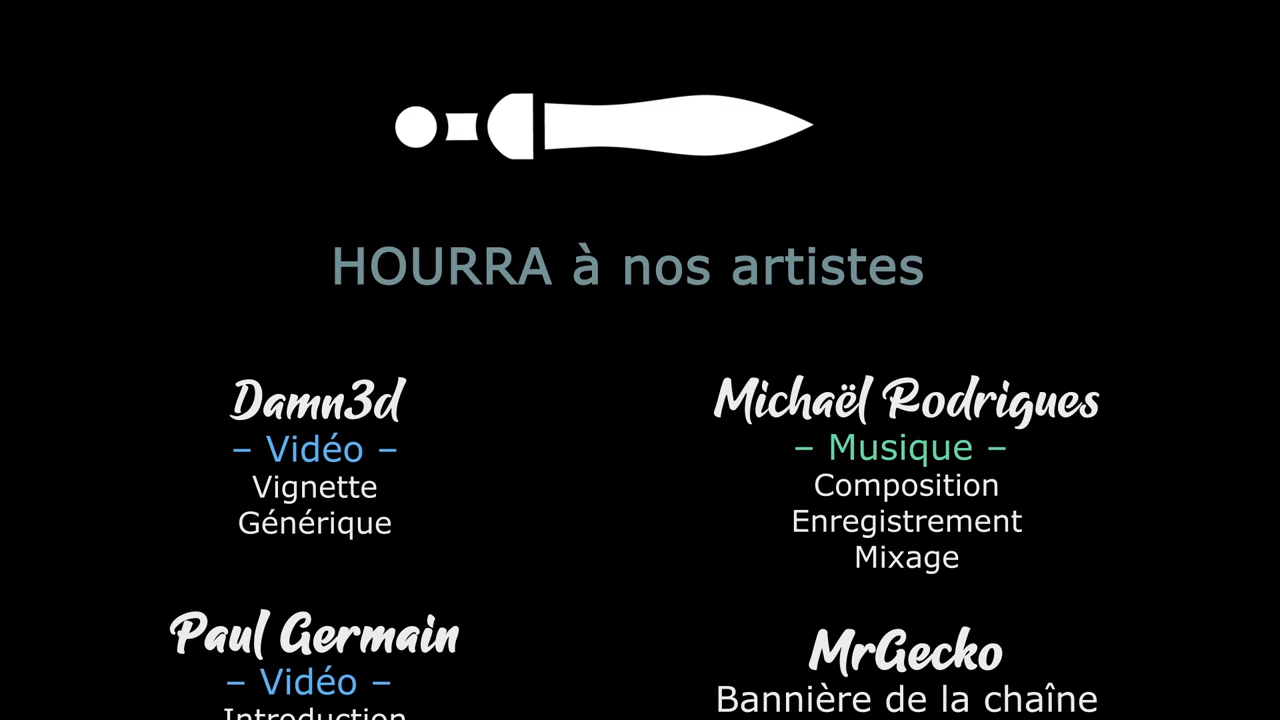 HOURRA à nos artistes
Damn3d
– Vidéo –
Vignette
Générique
Michaël Rodrigues
– Musique –
Composition
Enregistrement
Mixage
Paul Germain
– Vidéo –
Introduction
MrGecko
Bannière de la chaîne